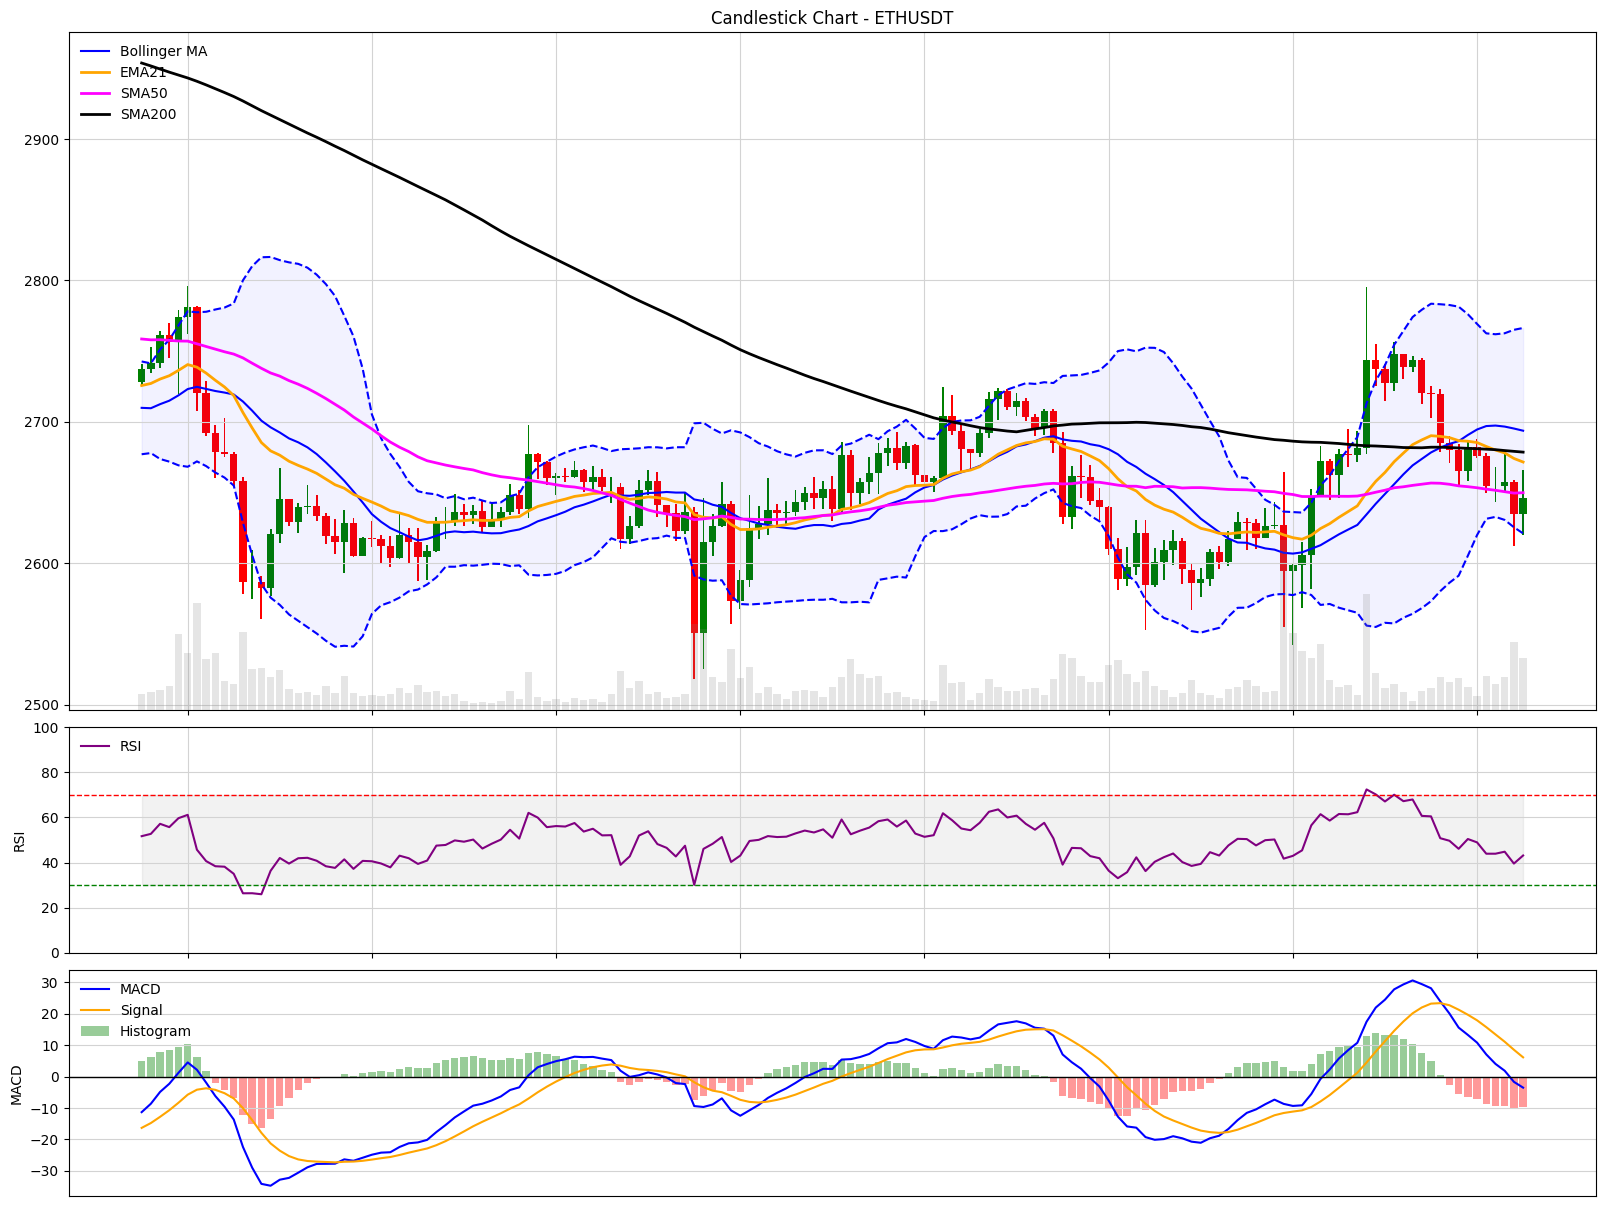 Candlestick Chart - ETHUSDT
Bollinger MA
EMA21
SMA50
SMA200
2900
2800
2700
2600
2500
100
80
60
40
20
0
RSI
RSI
30
20
10
0
−10
−20
−30
MACD
MACD
Signal
Histogram